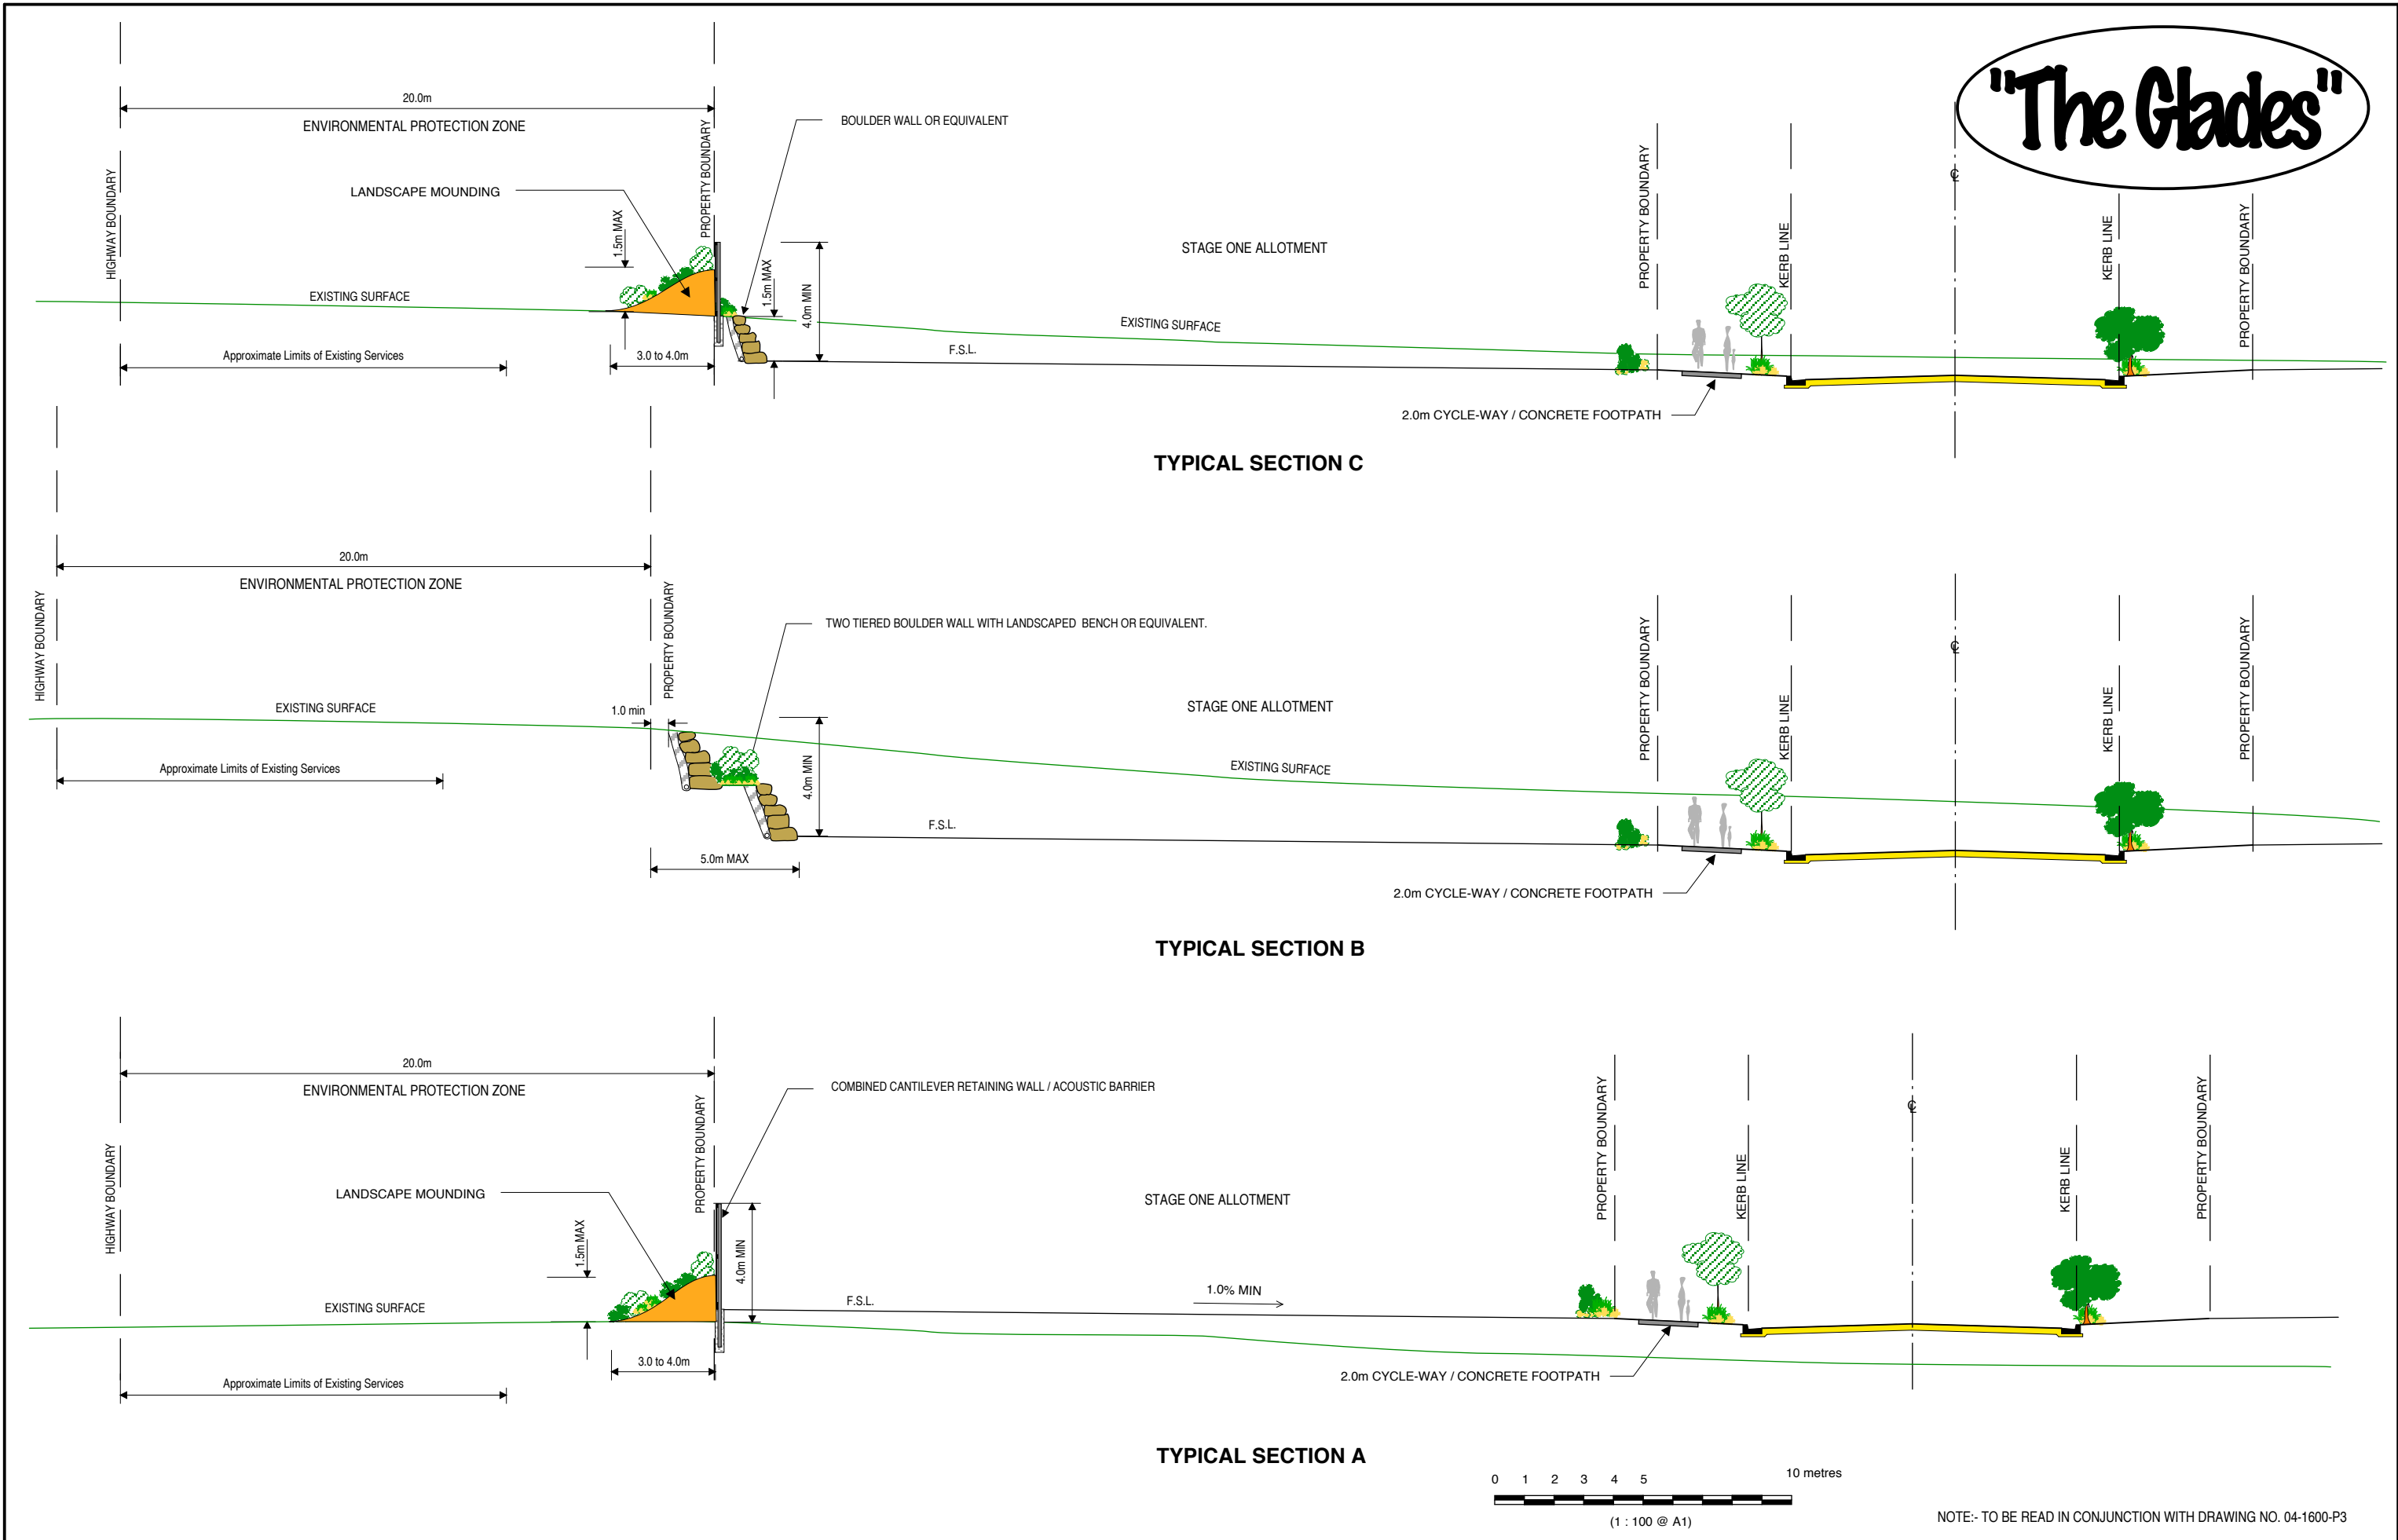 "The Glades"
20.0m
ENVIRONMENTAL PROTECTION ZONE
HIGHWAY BOUNDARY
PROPERTY BOUNDARY
BOULDER WALL OR EQUIVALENT
LANDSCAPE MOUNDING
1.5m MAX
1.5m MAX
4.0m MIN
STAGE ONE ALLOTMENT
PROPERTY BOUNDARY
KERB LINE
℄
KERB LINE
PROPERTY BOUNDARY
EXISTING SURFACE
EXISTING SURFACE
F.S.L.
Approximate Limits of Existing Services
3.0 to 4.0m
2.0m CYCLE-WAY / CONCRETE FOOTPATH
TYPICAL SECTION C
20.0m
ENVIRONMENTAL PROTECTION ZONE
HIGHWAY BOUNDARY
PROPERTY BOUNDARY
TWO TIERED BOULDER WALL WITH LANDSCAPED BENCH OR EQUIVALENT.
EXISTING SURFACE
1.0 min
STAGE ONE ALLOTMENT
PROPERTY BOUNDARY
KERB LINE
℄
KERB LINE
PROPERTY BOUNDARY
Approximate Limits of Existing Services
4.0m MIN
EXISTING SURFACE
F.S.L.
5.0m MAX
2.0m CYCLE-WAY / CONCRETE FOOTPATH
TYPICAL SECTION B
20.0m
ENVIRONMENTAL PROTECTION ZONE
HIGHWAY BOUNDARY
PROPERTY BOUNDARY
COMBINED CANTILEVER RETAINING WALL / ACOUSTIC BARRIER
LANDSCAPE MOUNDING
1.5m MAX
4.0m MIN
STAGE ONE ALLOTMENT
PROPERTY BOUNDARY
KERB LINE
℄
KERB LINE
PROPERTY BOUNDARY
EXISTING SURFACE
F.S.L.
1.0% MIN
Approximate Limits of Existing Services
3.0 to 4.0m
2.0m CYCLE-WAY / CONCRETE FOOTPATH
TYPICAL SECTION A
0 1 2 3 4 5 10 metres
(1 : 100 @ A1)
NOTE:- TO BE READ IN CONJUNCTION WITH DRAWING NO. 04-1600-P3